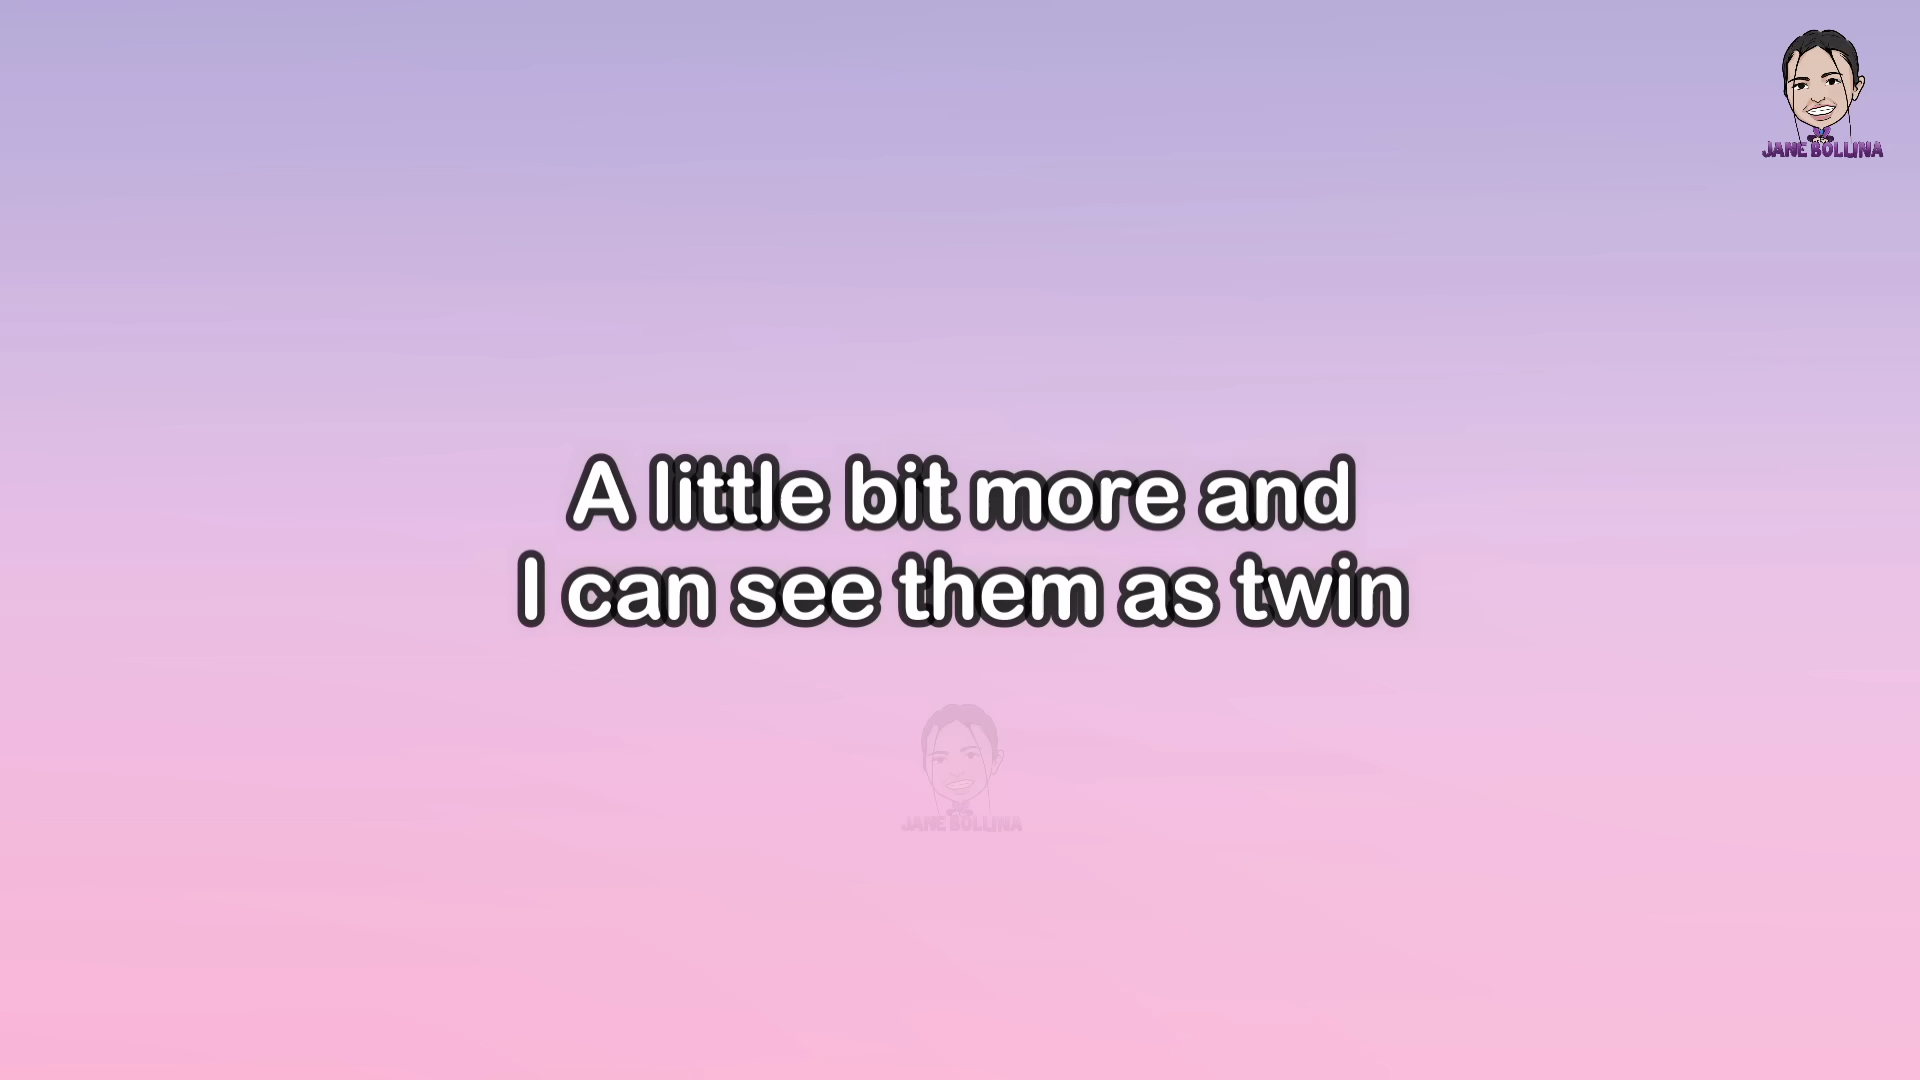 JANE BOLLINA
A little bit more and
I can see them as twin
JANE BOLLINA